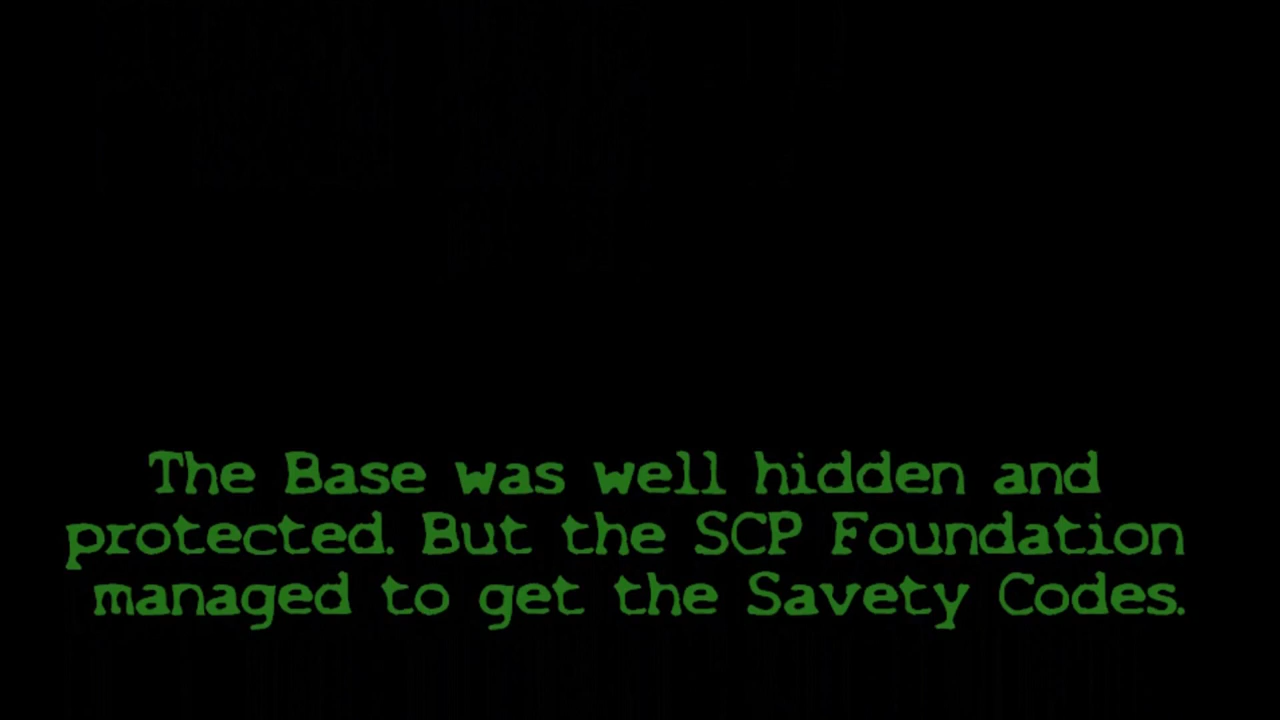 The Base was well hidden and
protected. But the SCP Foundation
managed to get the Savety Codes.